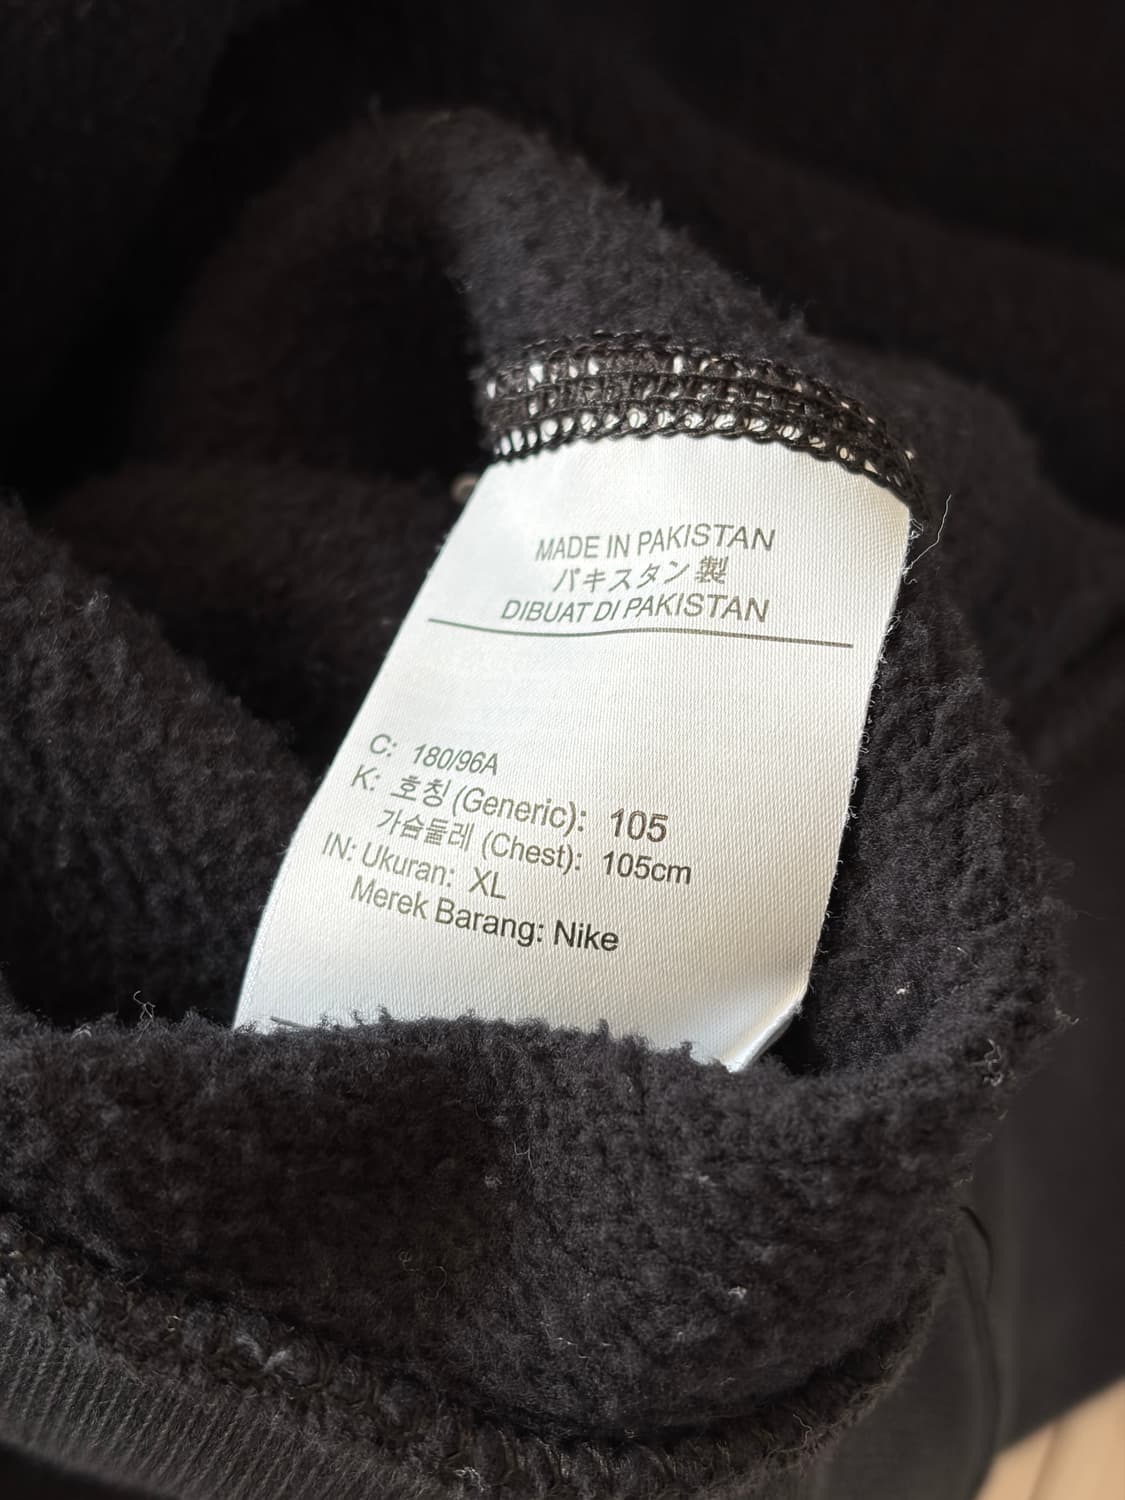 MADE IN PAKISTAN
パキスタン製
DIBUAT DI PAKISTAN
C: 180/96A
K: 호칭 (Generic): 105
가슴둘레 (Chest): 105cm
IN: Ukuran: XL
Merek Barang: Nike